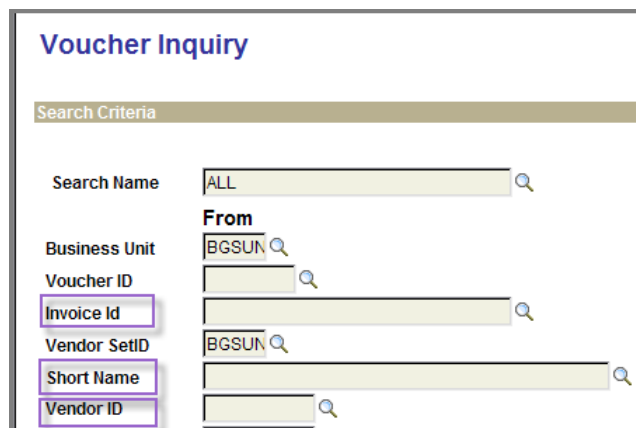 Voucher Inquiry
Search Criteria
Search Name ALL
From
Business Unit BGSUN
Voucher ID
Invoice Id
Vendor SetID BGSUN
Short Name
Vendor ID